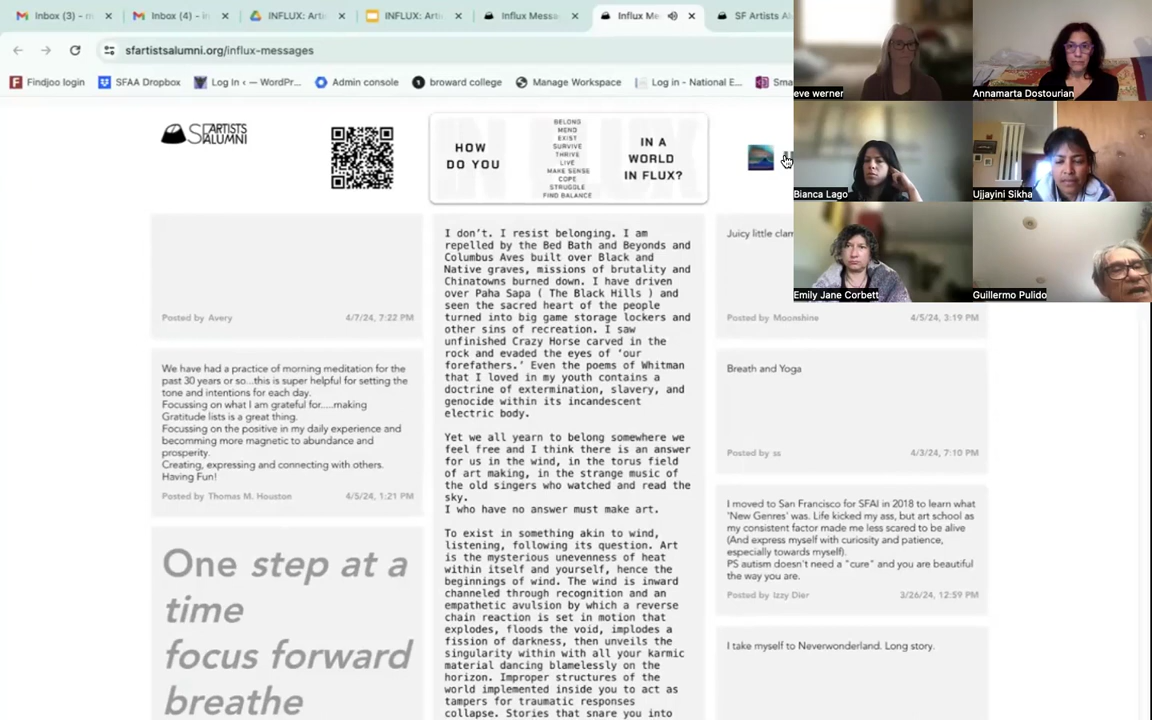 Inbox (3) - m
Inbox (4) - in
INFLUX: Arti
INFLUX: Arti
Influx Messa
Influx Me
SF Artists Al
sfartistsalumni.org/influx-messages
Findjoo login
SFAA Dropbox
Log In ‹ — WordPr...
Admin console
broward college
Manage Workspace
Log in - National E...
Sma
SF ARTISTS
ALUMNI
HOW
DO YOU
BELONG
MEND
EXIST
SURVIVE
THRIVE
LIVE
MAKE SENSE
COPE
STRUGGLE
FIND BALANCE
IN A
WORLD
IN FLUX?
eve werner
Annamarta Dostourian
Bianca Lago
Ujjayini Sikha
Emily Jane Corbett
Guillermo Pulido
Posted by Avery
4/7/24, 7:22 PM
We have had a practice of morning meditation for the
past 30 years or so...this is super helpful for setting the
tone and intentions for each day.
Focussing on what I am grateful for.....making
Gratitude lists is a great thing.
Focussing on the positive in my daily experience and
becomming more magnetic to abundance and
prosperity.
Creating, expressing and connecting with others.
Having Fun!
Posted by Thomas M. Houston
4/5/24, 1:21 PM
One step at a
time
focus forward
breathe
I don't. I resist belonging. I am
repelled by the Bed Bath and Beyonds and
Columbus Aves built over Black and
Native graves, missions of brutality and
Chinatowns burned down. I have driven
over Paha Sapa ( The Black Hills ) and
seen the sacred heart of the people
turned into big game storage lockers and
other sins of recreation. I saw
unfinished Crazy Horse carved in the
rock and evaded the eyes of 'our
forefathers.' Even the poems of Whitman
that I loved in my youth contains a
doctrine of extermination, slavery, and
genocide within its incandescent
electric body.
Yet we all yearn to belong somewhere we
feel free and I think there is an answer
for us in the wind, in the torus field
of art making, in the strange music of
the old singers who watched and read the
sky.
I who have no answer must make art.
To exist in something akin to wind,
listening, following its question. Art
is the mysterious unevenness of heat
within itself and yourself, hence the
beginnings of wind. The wind is inward
channeled through recognition and an
empathetic avulsion by which a reverse
chain reaction is set in motion that
explodes, floods the void, implodes a
fission of darkness, then unveils the
singularity within with all your karmic
material dancing blamelessly on the
horizon. Improper structures of the
world implemented inside you to act as
tampers for traumatic responses
collapse. Stories that snare you into
Juicy little clam
Posted by Moonshine
4/5/24, 3:19 PM
Breath and Yoga
Posted by ss
4/3/24, 7:10 PM
I moved to San Francisco for SFAI in 2018 to learn what
'New Genres' was. Life kicked my ass, but art school as
my consistent factor made me less scared to be alive
(And express myself with curiosity and patience,
especially towards myself).
PS autism doesn't need a "cure" and you are beautiful
the way you are.
Posted by Izzy Dier
3/26/24, 12:59 PM
I take myself to Neverwonderland. Long story.